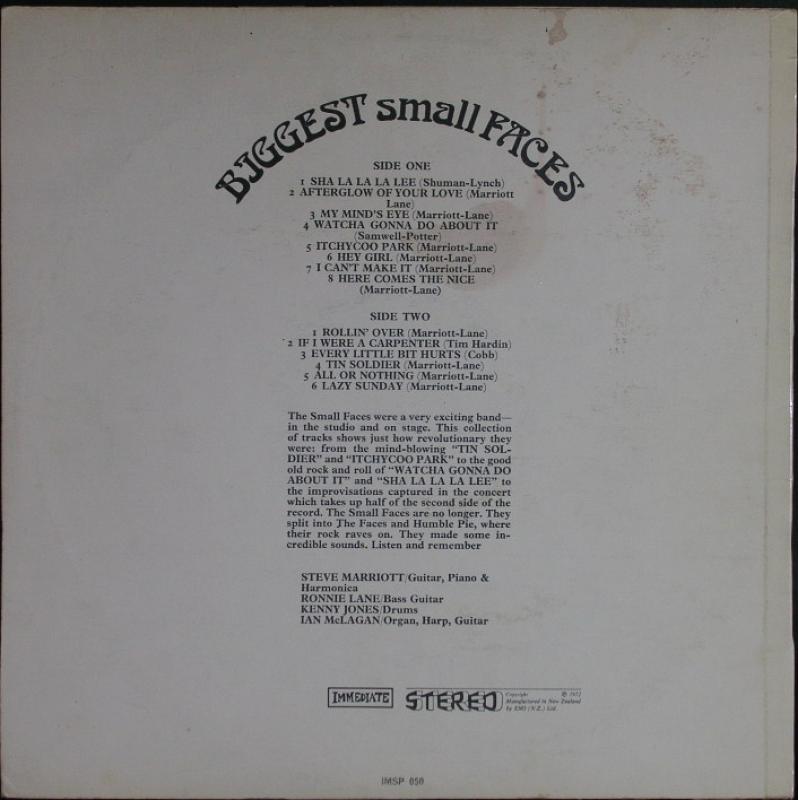 BIGGEST small FACES
SIDE ONE
1 SHA LA LA LA LEE (Shuman-Lynch)
2 AFTERGLOW OF YOUR LOVE (Marriott
Lane)
3 MY MIND'S EYE (Marriott-Lane)
4 WATCHA GONNA DO ABOUT IT
(Samwell-Potter)
5 ITCHYCOO PARK (Marriott-Lane)
6 HEY GIRL (Marriott-Lane)
7 I CAN'T MAKE IT (Marriott-Lane)
8 HERE COMES THE NICE
(Marriott-Lane)
SIDE TWO
1 ROLLIN' OVER (Marriott-Lane)
2 IF I WERE A CARPENTER (Tim Hardin)
3 EVERY LITTLE BIT HURTS (Cobb)
4 TIN SOLDIER (Marriott-Lane)
5 ALL OR NOTHING (Marriott-Lane)
6 LAZY SUNDAY (Marriott-Lane)
The Small Faces were a very exciting band—
in the studio and on stage. This collection
of tracks shows just how revolutionary they
were: from the mind-blowing "TIN SOL-
DIER" and "ITCHYCOO PARK" to the good
old rock and roll of "WATCHA GONNA DO
ABOUT IT" and "SHA LA LA LA LEE" to
the improvisations captured in the concert
which takes up half of the second side of the
record. The Small Faces are no longer. They
split into The Faces and Humble Pie, where
their rock raves on. They made some in-
credible sounds. Listen and remember
STEVE MARRIOTT/Guitar, Piano &
Harmonica
RONNIE LANE/Bass Guitar
KENNY JONES/Drums
IAN McLAGAN/Organ, Harp, Guitar
IMMEDIATE STEREO
Copyright ℗ 1972
Manufactured in New Zealand
by EMI (N.Z.) Ltd.
IMSP 050